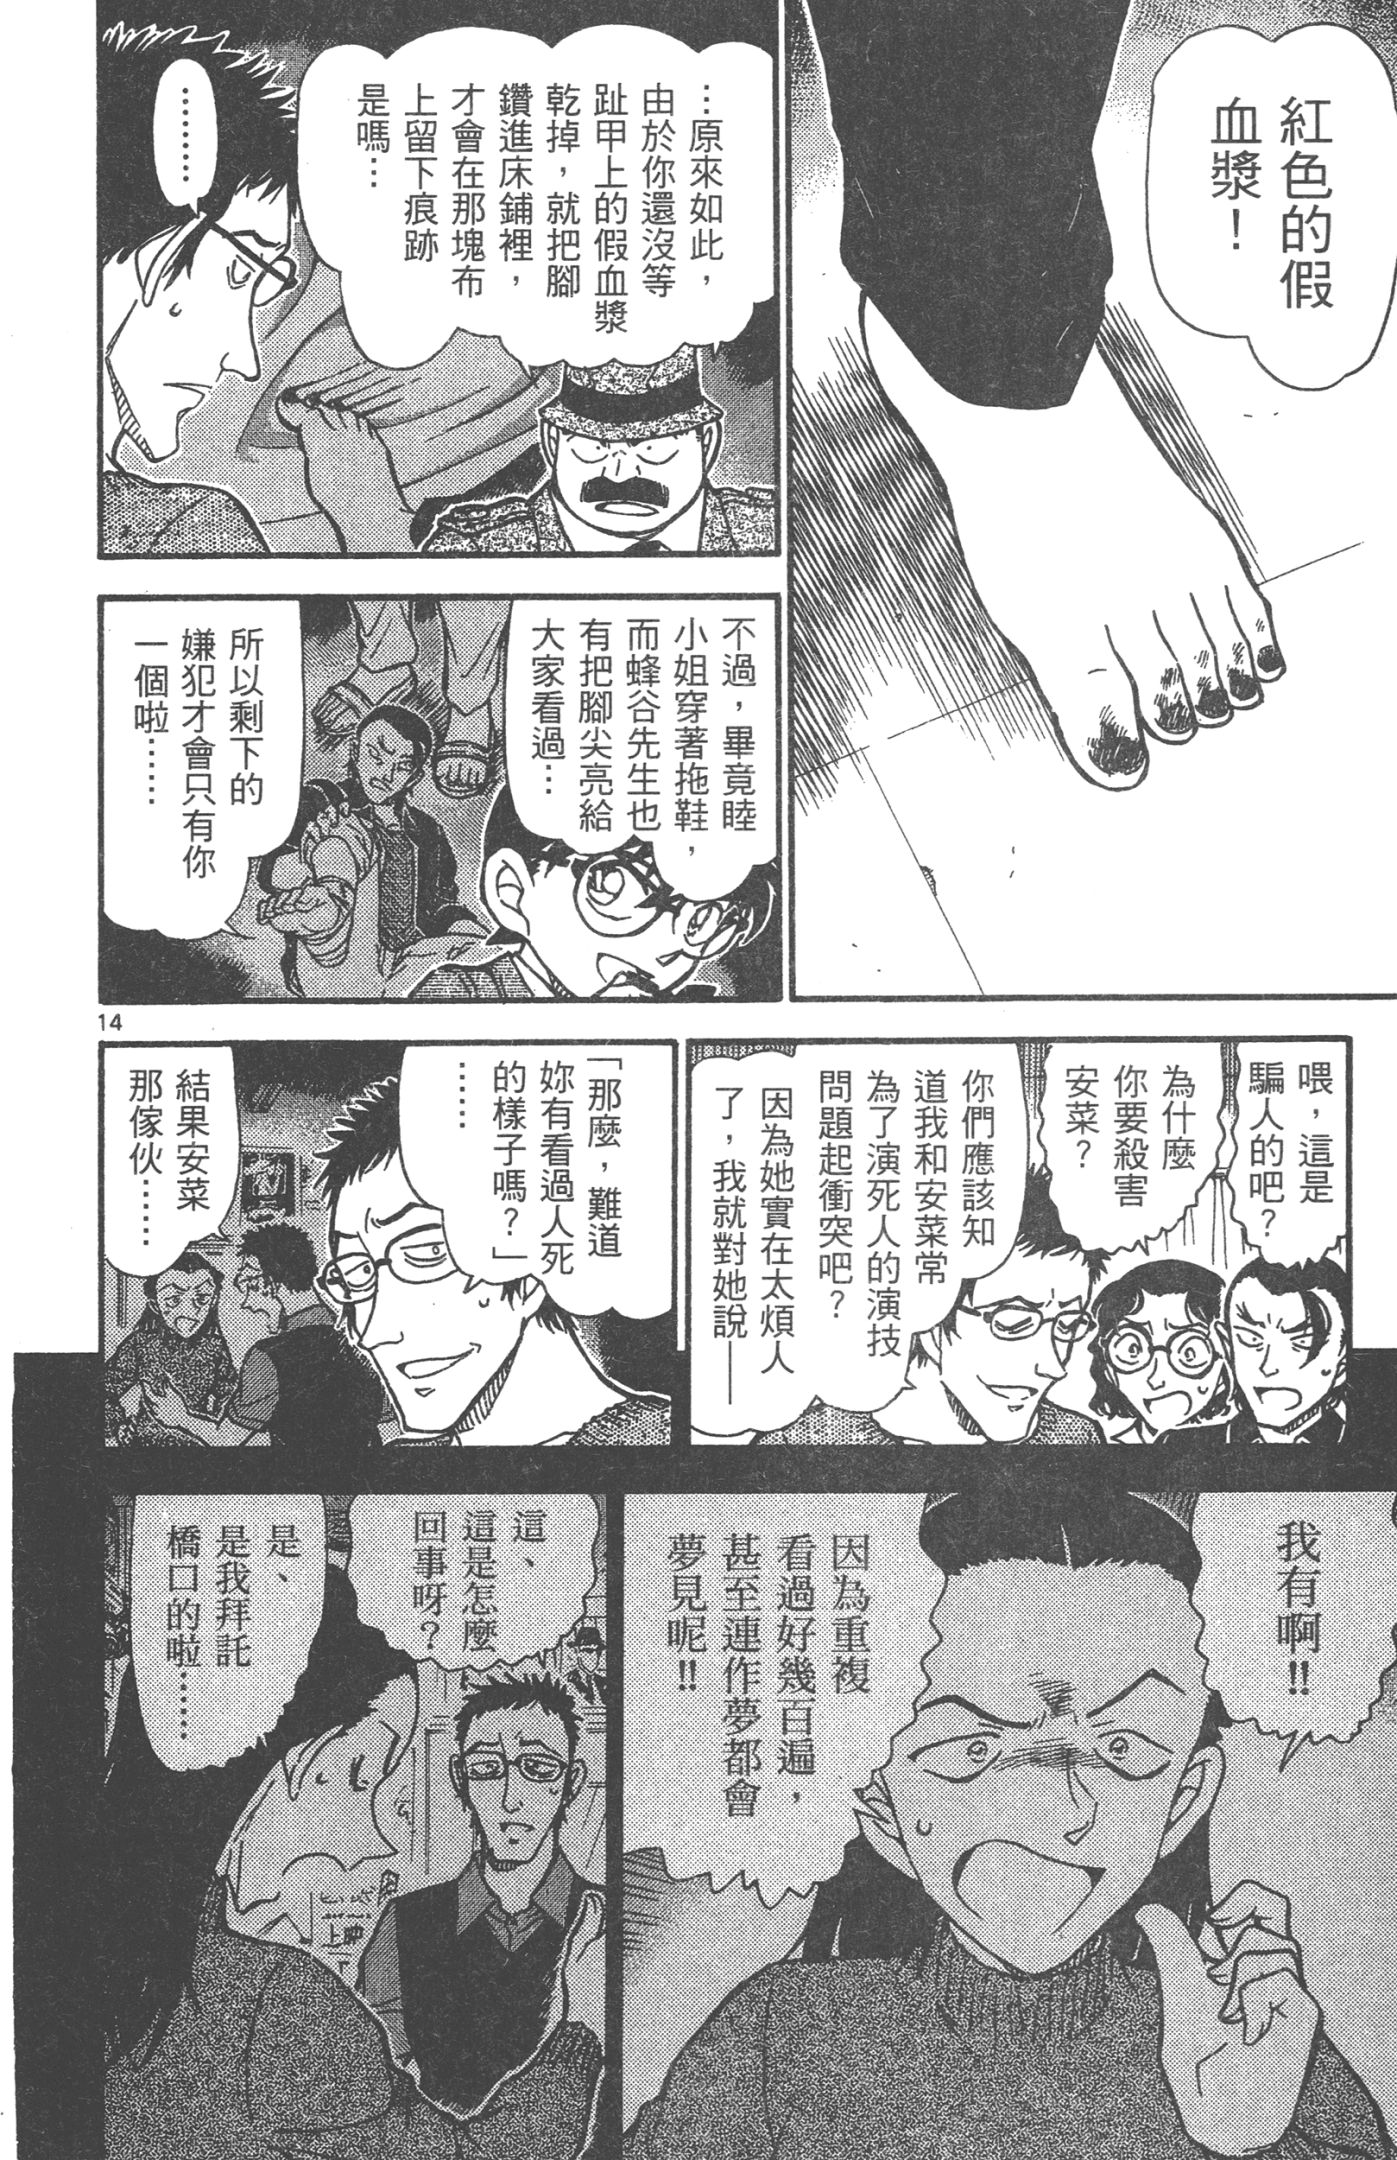 紅色的假
血漿！
…原來如此，
由於你還沒等
趾甲上的假血漿
乾掉，就把腳
鑽進床鋪裡，
才會在那塊布
上留下痕跡
是嗎…
………
不過，畢竟睦
小姐穿著拖鞋，
而蜂谷先生也
有把腳尖亮給
大家看過…
所以剩下的
嫌犯才會只有你
一個啦……
14
喂，這是
騙人的吧？
為什麼
你要殺害
安菜？
你們應該知
道我和安菜常
為了演死人的演技
問題起衝突吧？
因為她實在太煩人
了，我就對她說——
「那麼，難道
妳有看過人死
的樣子嗎？」
……
結果安菜
那傢伙……
我有啊!!
因為重複
看過好幾百遍，
甚至連作夢都會
夢見呢!!
這、
這是怎麼
回事呀？
是、
是我拜託
橋口的啦……